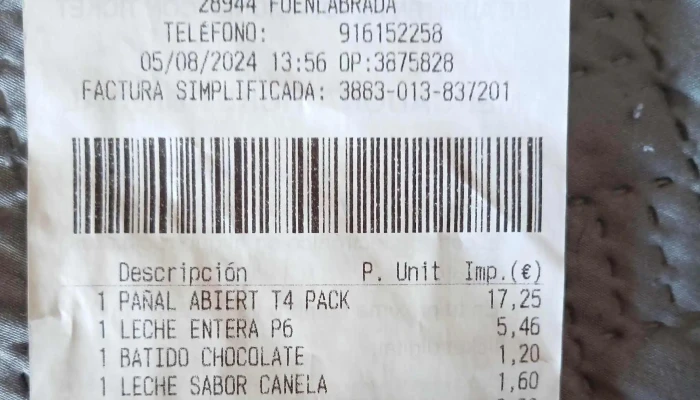 28944 FUENLABRADA
TELÉFONO: 916152258
05/08/2024 13:56 OP:3875828
FACTURA SIMPLIFICADA: 3883-013-837201
Descripción P. Unit Imp.(€)
1 PAÑAL ABIERT T4 PACK 17,25
1 LECHE ENTERA P6 5,46
1 BATIDO CHOCOLATE 1,20
1 LECHE SABOR CANELA 1,60